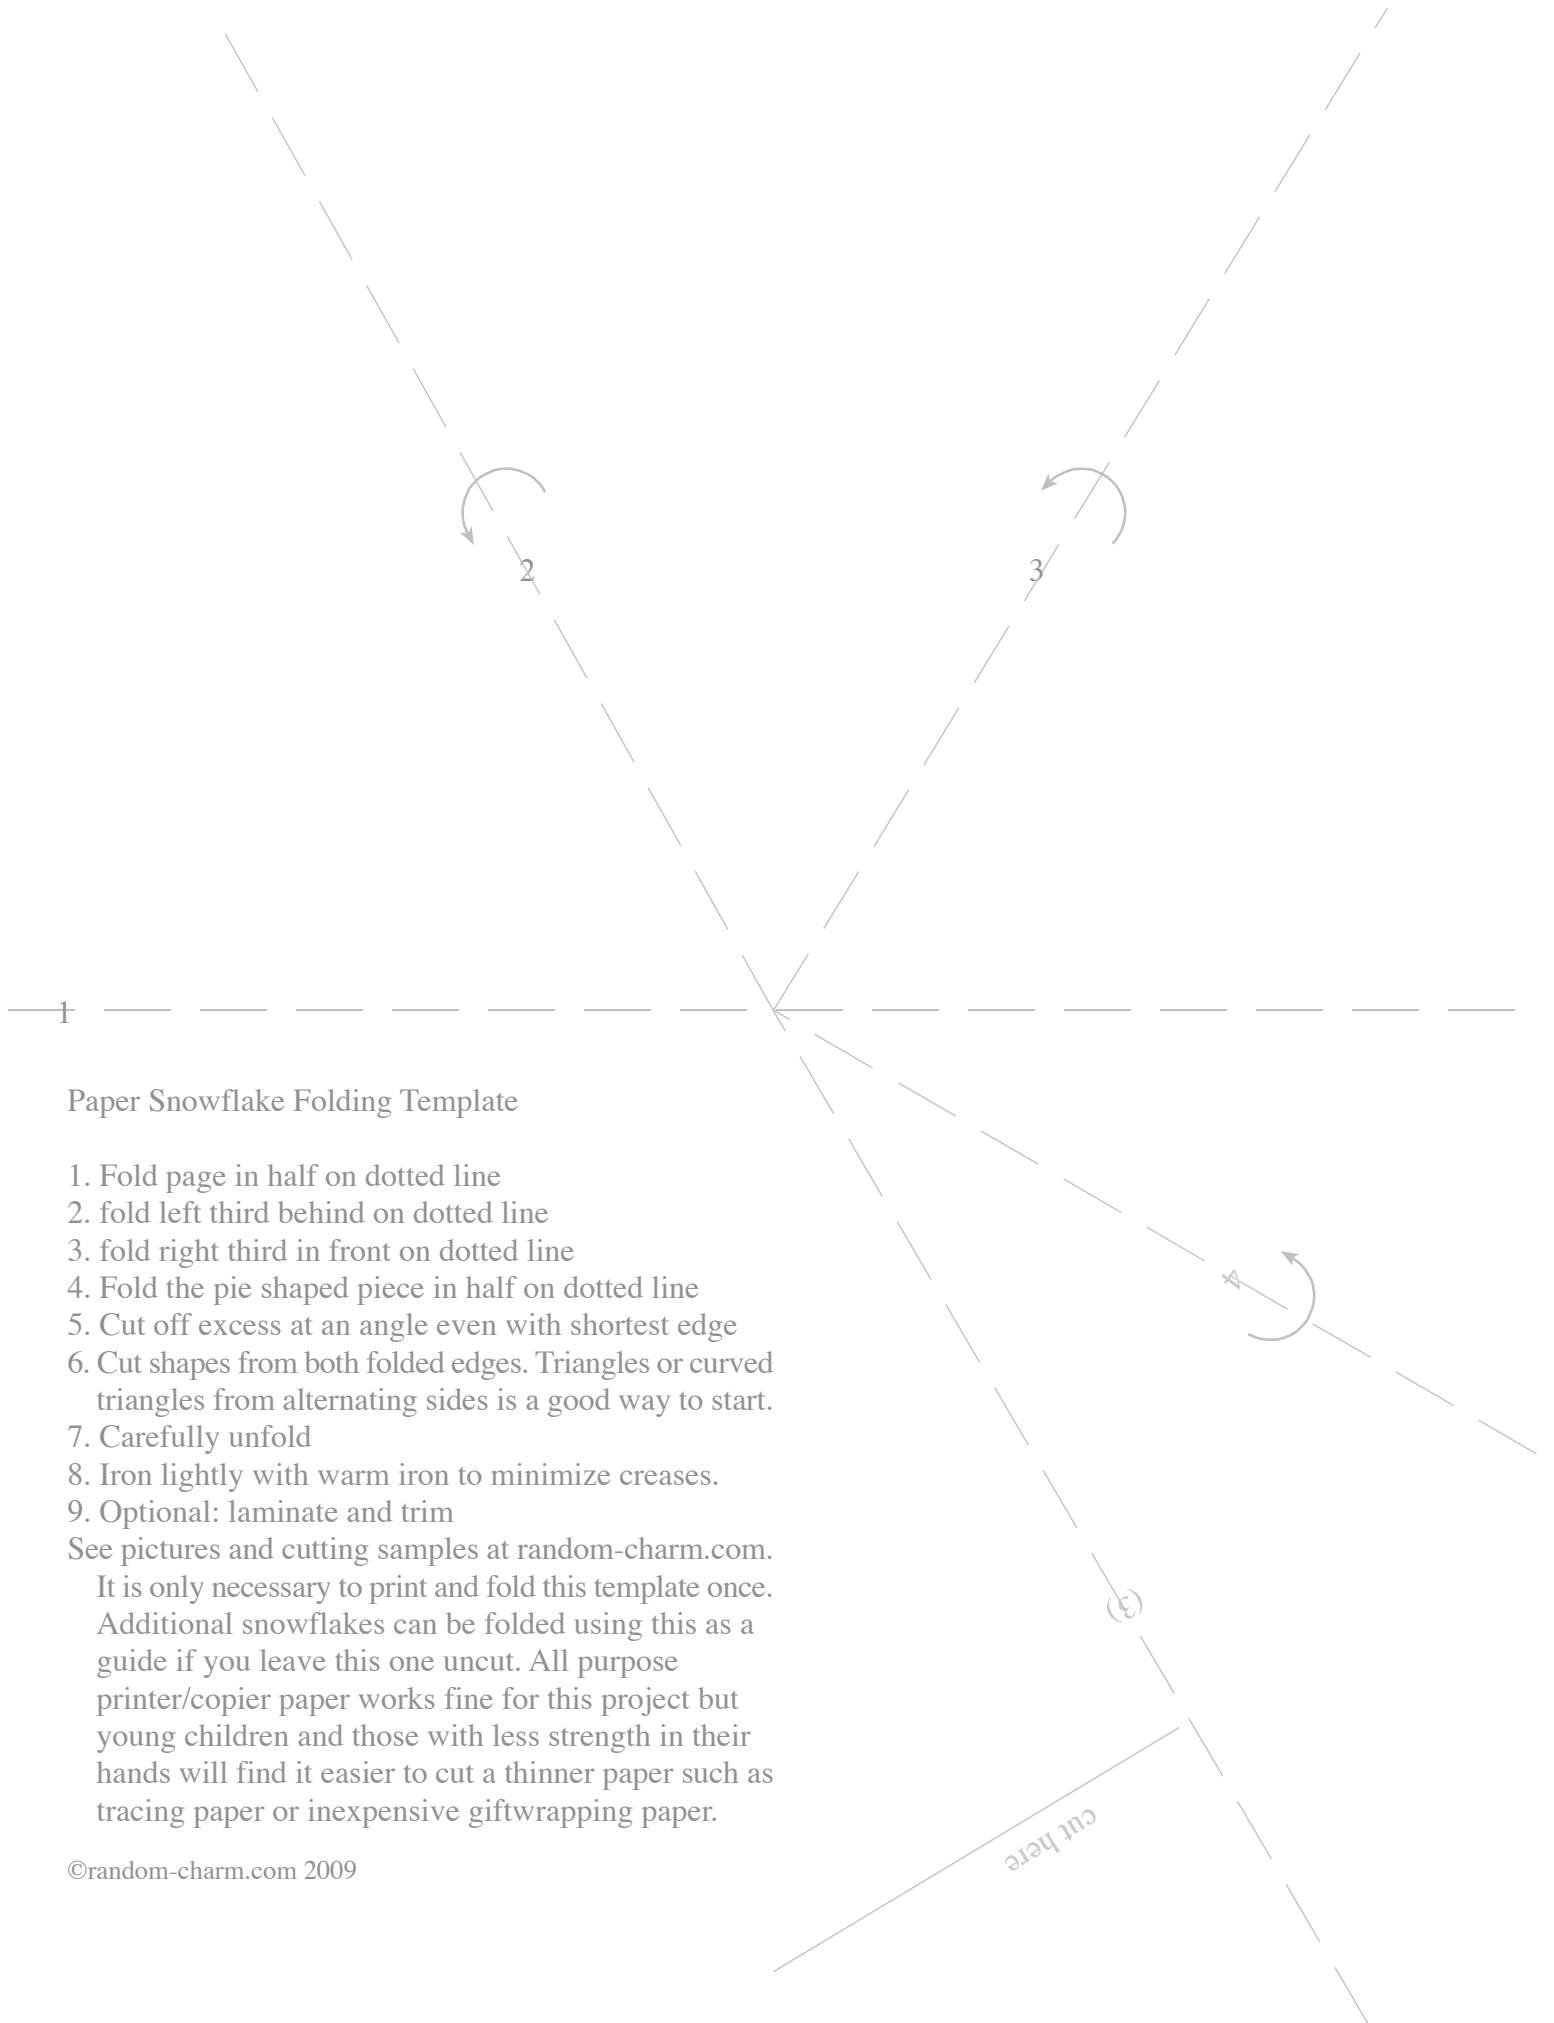 2
3
1
Paper Snowflake Folding Template
1. Fold page in half on dotted line
2. fold left third behind on dotted line
3. fold right third in front on dotted line
4. Fold the pie shaped piece in half on dotted line
5. Cut off excess at an angle even with shortest edge
6. Cut shapes from both folded edges. Triangles or curved
triangles from alternating sides is a good way to start.
7. Carefully unfold
8. Iron lightly with warm iron to minimize creases.
9. Optional: laminate and trim
See pictures and cutting samples at random-charm.com.
It is only necessary to print and fold this template once.
Additional snowflakes can be folded using this as a
guide if you leave this one uncut. All purpose
printer/copier paper works fine for this project but
young children and those with less strength in their
hands will find it easier to cut a thinner paper such as
tracing paper or inexpensive giftwrapping paper.
©random-charm.com 2009
4
(3)
cut here